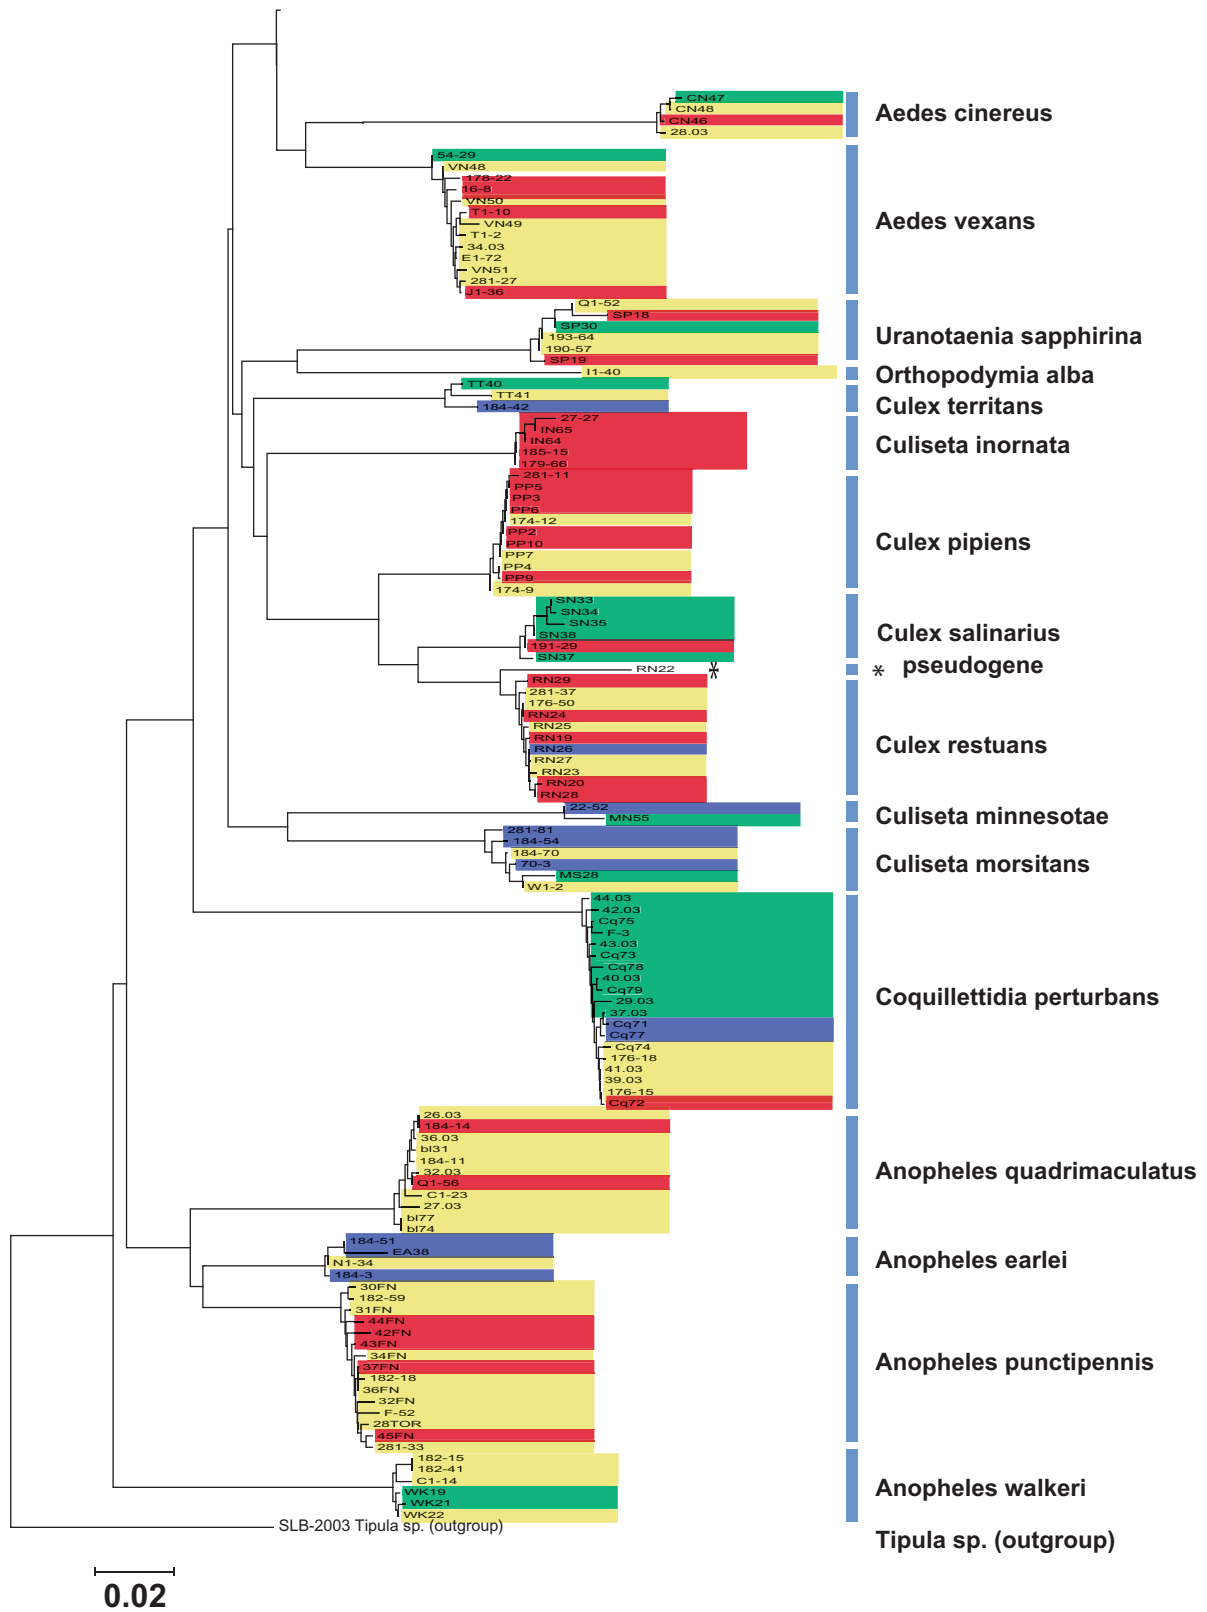 CN47
CN48
CN46
28.03
Aedes cinereus
54-29
VN48
178-22
16-8
VN50
T1-10
VN49
T1-2
34.03
E1-72
VN51
281-27
J1-36
Aedes vexans
Q1-52
SP18
SP30
193-64
190-57
SP19
Uranotaenia sapphirina
I1-40
Orthopodymia alba
TT40
TT41
184-42
Culex territans
27-27
IN65
IN64
185-15
179-66
Culiseta inornata
281-11
PP5
PP3
PP6
174-12
PP2
PP10
PP7
PP4
PP9
174-9
Culex pipiens
SN33
SN34
SN35
SN38
191-29
SN37
Culex salinarius
RN22 *
* pseudogene
RN29
281-37
176-50
RN24
RN25
RN19
RN26
RN27
RN23
RN20
RN28
Culex restuans
22-52
MN55
Culiseta minnesotae
281-81
184-54
184-70
70-3
MS28
W1-2
Culiseta morsitans
44.03
42.03
Cq75
F-3
43.03
Cq73
Cq78
40.03
Cq79
29.03
37.03
Cq71
Cq77
Cq74
176-18
41.03
39.03
176-15
Cq72
Coquillettidia perturbans
26.03
184-14
36.03
bl31
184-11
32.03
Q1-56
C1-23
27.03
bl77
bl74
Anopheles quadrimaculatus
184-51
EA38
N1-34
184-3
Anopheles earlei
30FN
182-59
31FN
44FN
42FN
43FN
34FN
37FN
182-18
36FN
32FN
F-52
28TOR
45FN
281-33
Anopheles punctipennis
182-15
182-41
C1-14
WK19
WK21
WK22
Anopheles walkeri
SLB-2003 Tipula sp. (outgroup)
Tipula sp. (outgroup)
0.02